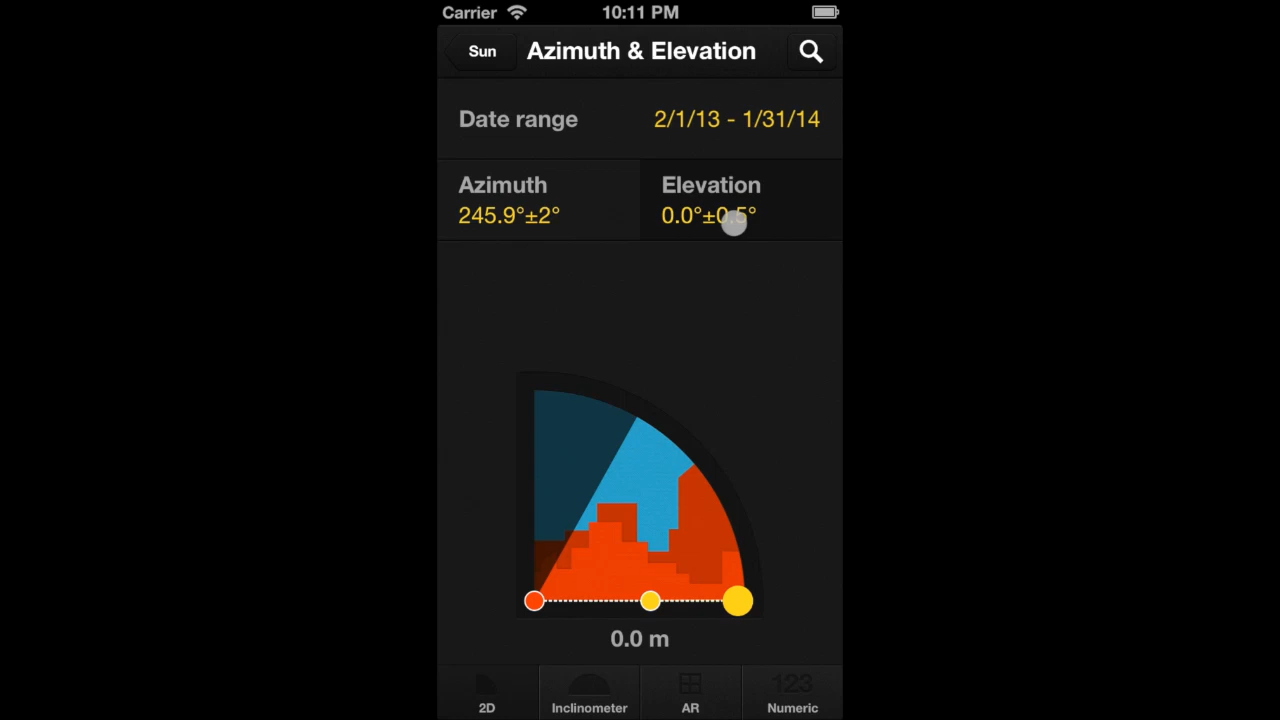 Carrier 10:11 PM
Sun Azimuth & Elevation
Date range 2/1/13 - 1/31/14
Azimuth Elevation
245.9°±2° 0.0°±0.5°
0.0 m
123
2D Inclinometer AR Numeric